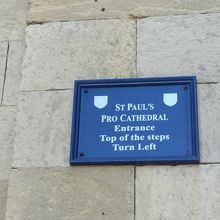 ST PAUL'S
PRO CATHEDRAL
Entrance
Top of the steps
Turn Left